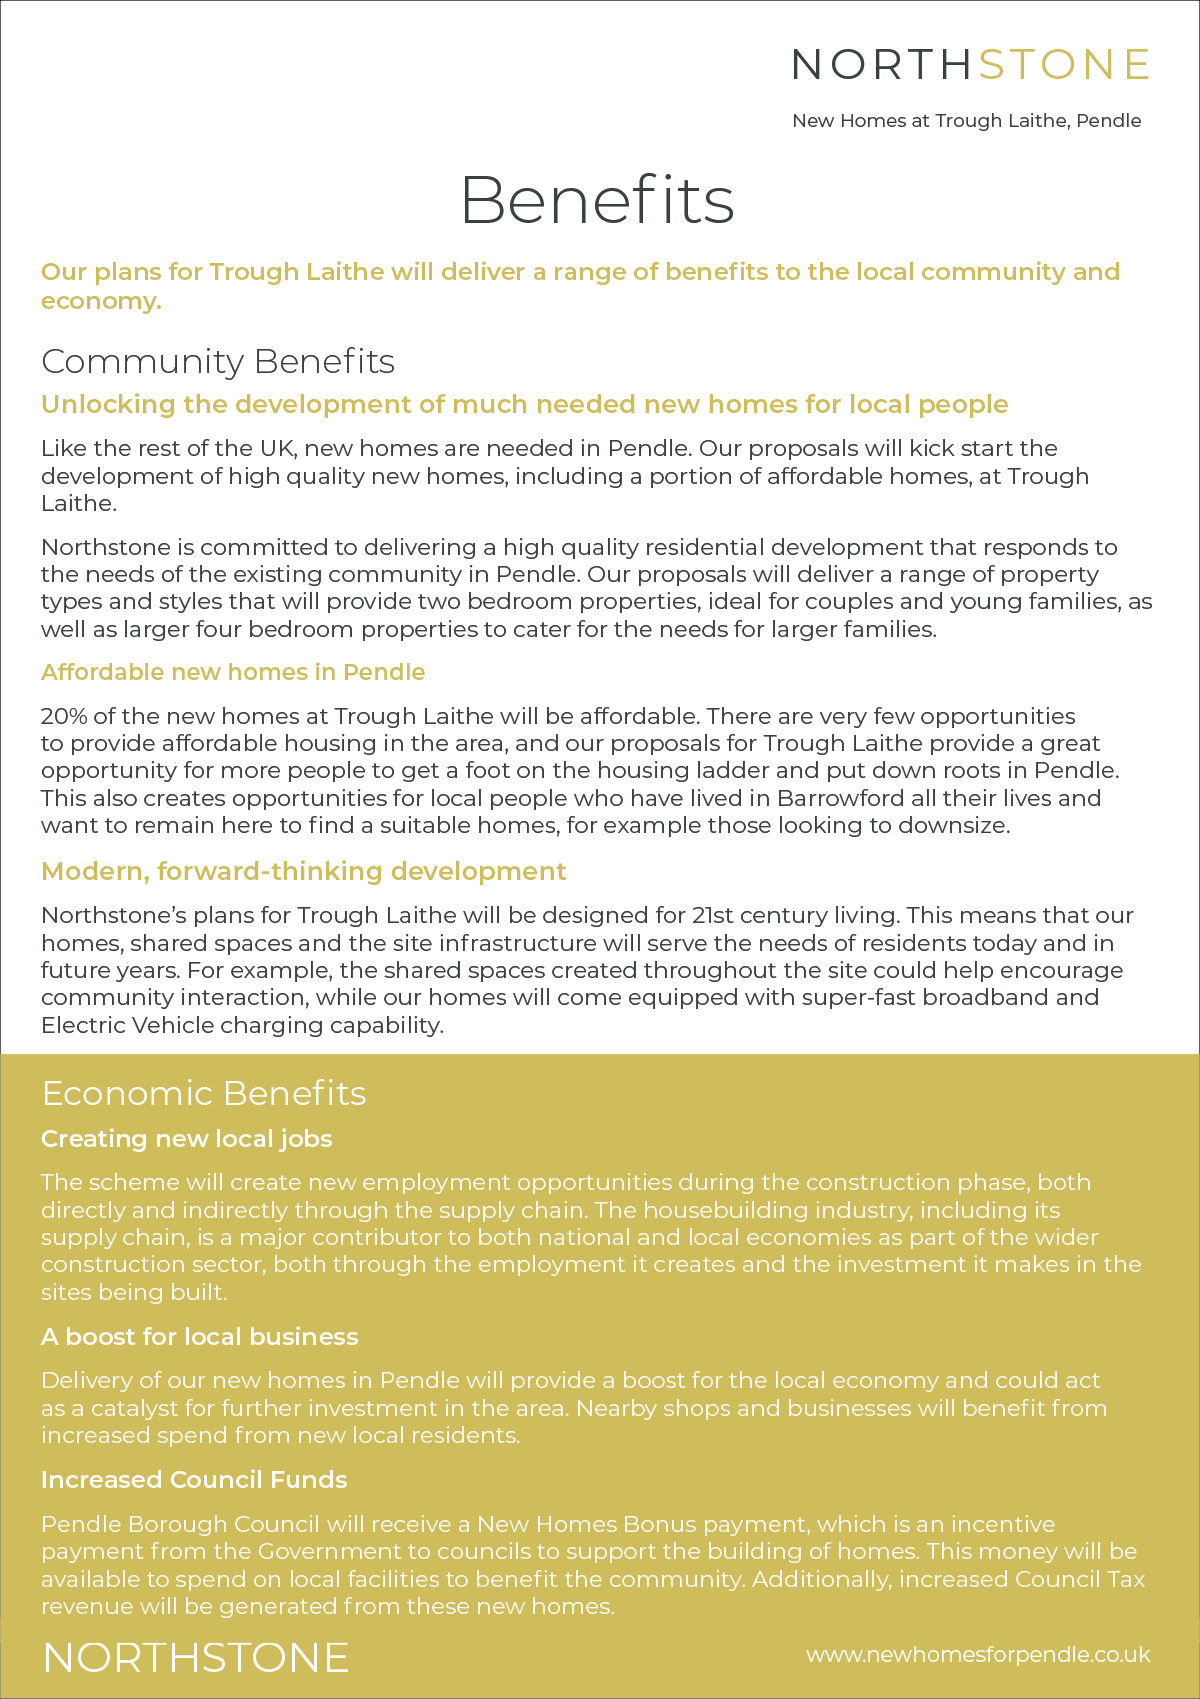 NORTHSTONE
New Homes at Trough Laithe, Pendle
Benefits
Our plans for Trough Laithe will deliver a range of benefits to the local community and
economy.
Community Benefits
Unlocking the development of much needed new homes for local people
Like the rest of the UK, new homes are needed in Pendle. Our proposals will kick start the
development of high quality new homes, including a portion of affordable homes, at Trough
Laithe.
Northstone is committed to delivering a high quality residential development that responds to
the needs of the existing community in Pendle. Our proposals will deliver a range of property
types and styles that will provide two bedroom properties, ideal for couples and young families, as
well as larger four bedroom properties to cater for the needs for larger families.
Affordable new homes in Pendle
20% of the new homes at Trough Laithe will be affordable. There are very few opportunities
to provide affordable housing in the area, and our proposals for Trough Laithe provide a great
opportunity for more people to get a foot on the housing ladder and put down roots in Pendle.
This also creates opportunities for local people who have lived in Barrowford all their lives and
want to remain here to find a suitable homes, for example those looking to downsize.
Modern, forward-thinking development
Northstone’s plans for Trough Laithe will be designed for 21st century living. This means that our
homes, shared spaces and the site infrastructure will serve the needs of residents today and in
future years. For example, the shared spaces created throughout the site could help encourage
community interaction, while our homes will come equipped with super-fast broadband and
Electric Vehicle charging capability.
Economic Benefits
Creating new local jobs
The scheme will create new employment opportunities during the construction phase, both
directly and indirectly through the supply chain. The housebuilding industry, including its
supply chain, is a major contributor to both national and local economies as part of the wider
construction sector, both through the employment it creates and the investment it makes in the
sites being built.
A boost for local business
Delivery of our new homes in Pendle will provide a boost for the local economy and could act
as a catalyst for further investment in the area. Nearby shops and businesses will benefit from
increased spend from new local residents.
Increased Council Funds
Pendle Borough Council will receive a New Homes Bonus payment, which is an incentive
payment from the Government to councils to support the building of homes. This money will be
available to spend on local facilities to benefit the community. Additionally, increased Council Tax
revenue will be generated from these new homes.
NORTHSTONE
www.newhomesforpendle.co.uk